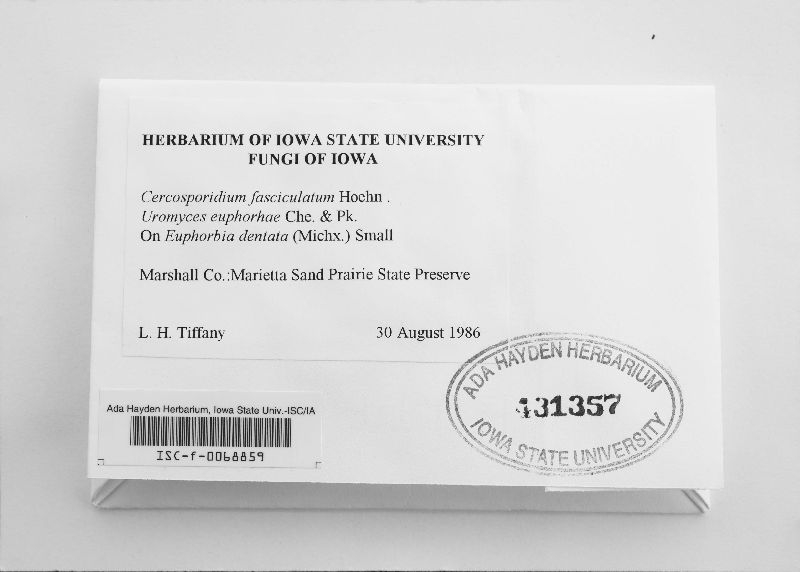 HERBARIUM OF IOWA STATE UNIVERSITY
FUNGI OF IOWA
Cercosporidium fasciculatum Hoehn .
Uromyces euphorhae Che. & Pk.
On Euphorbia dentata (Michx.) Small
Marshall Co.:Marietta Sand Prairie State Preserve
L. H. Tiffany 30 August 1986
ADA HAYDEN HERBARIUM
431357
IOWA STATE UNIVERSITY
Ada Hayden Herbarium, Iowa State Univ.-ISC/IA
ISC-f-0068859